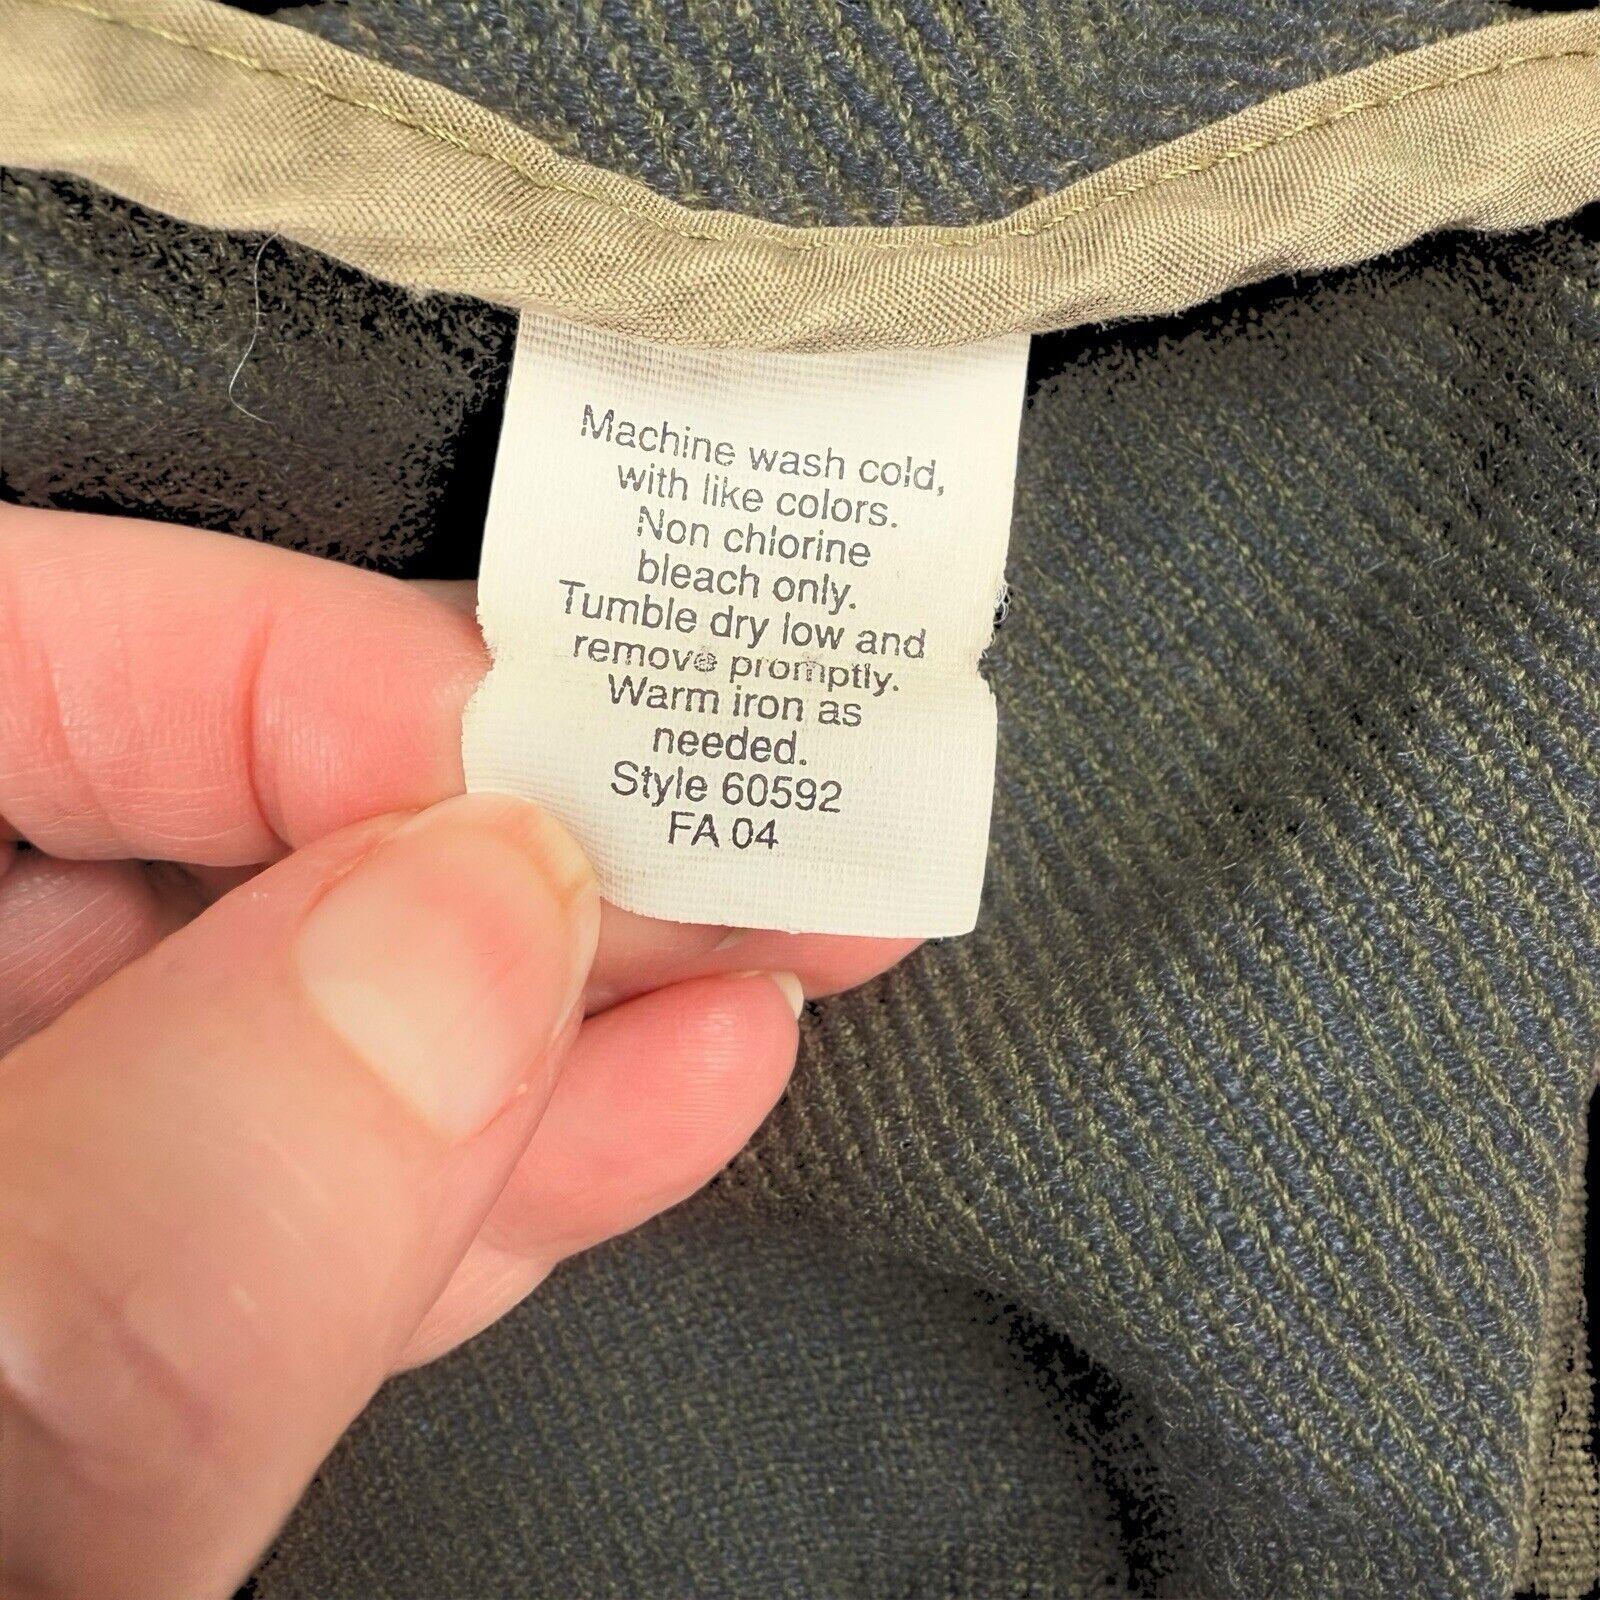 Machine wash cold,
with like colors.
Non chlorine
bleach only.
Tumble dry low and
remove promptly.
Warm iron as
needed.
Style 60592
FA 04